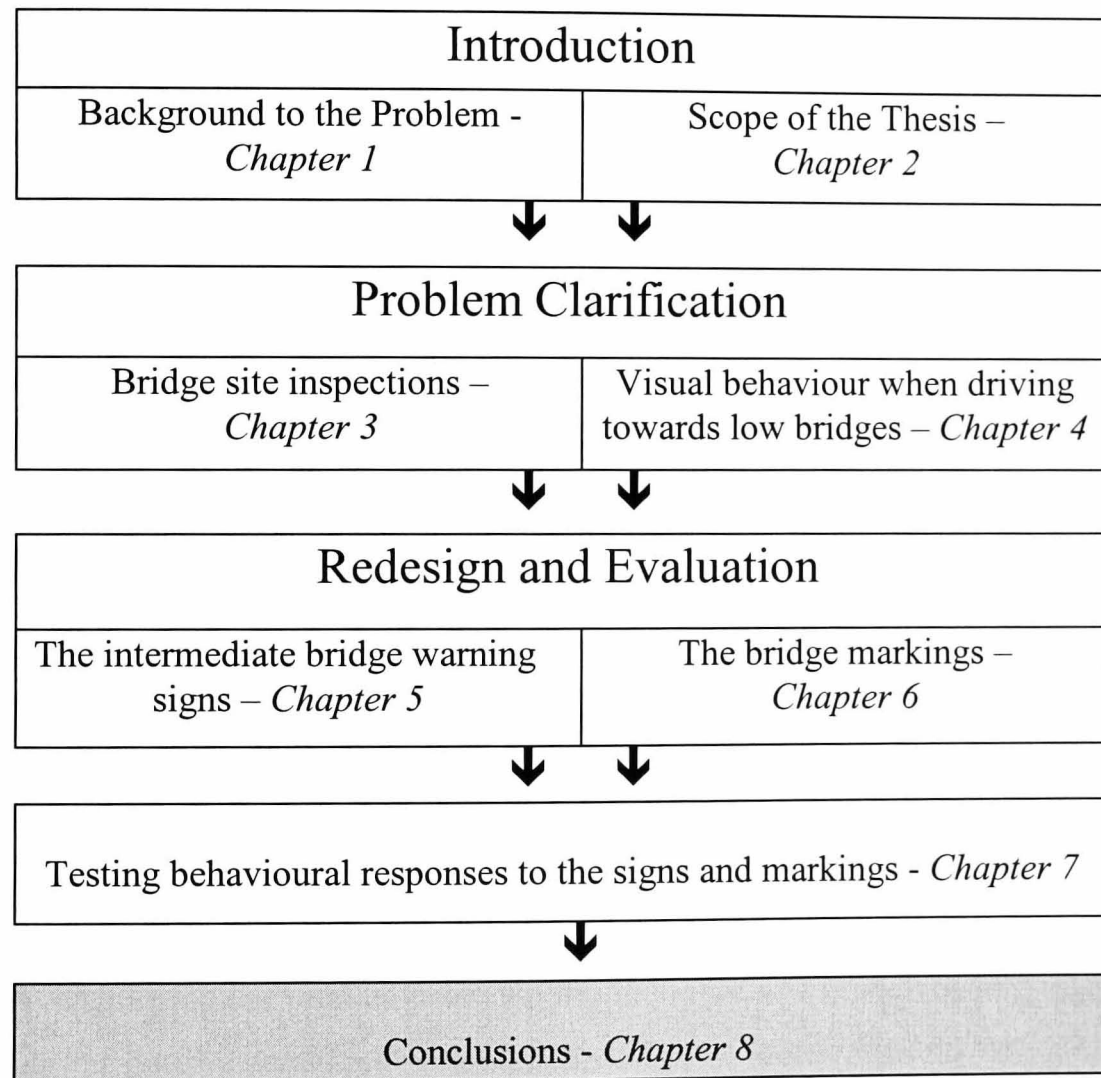 Introduction
Background to the Problem -
Chapter 1
Scope of the Thesis –
Chapter 2
Problem Clarification
Bridge site inspections –
Chapter 3
Visual behaviour when driving
towards low bridges – Chapter 4
Redesign and Evaluation
The intermediate bridge warning
signs – Chapter 5
The bridge markings –
Chapter 6
Testing behavioural responses to the signs and markings - Chapter 7
Conclusions - Chapter 8